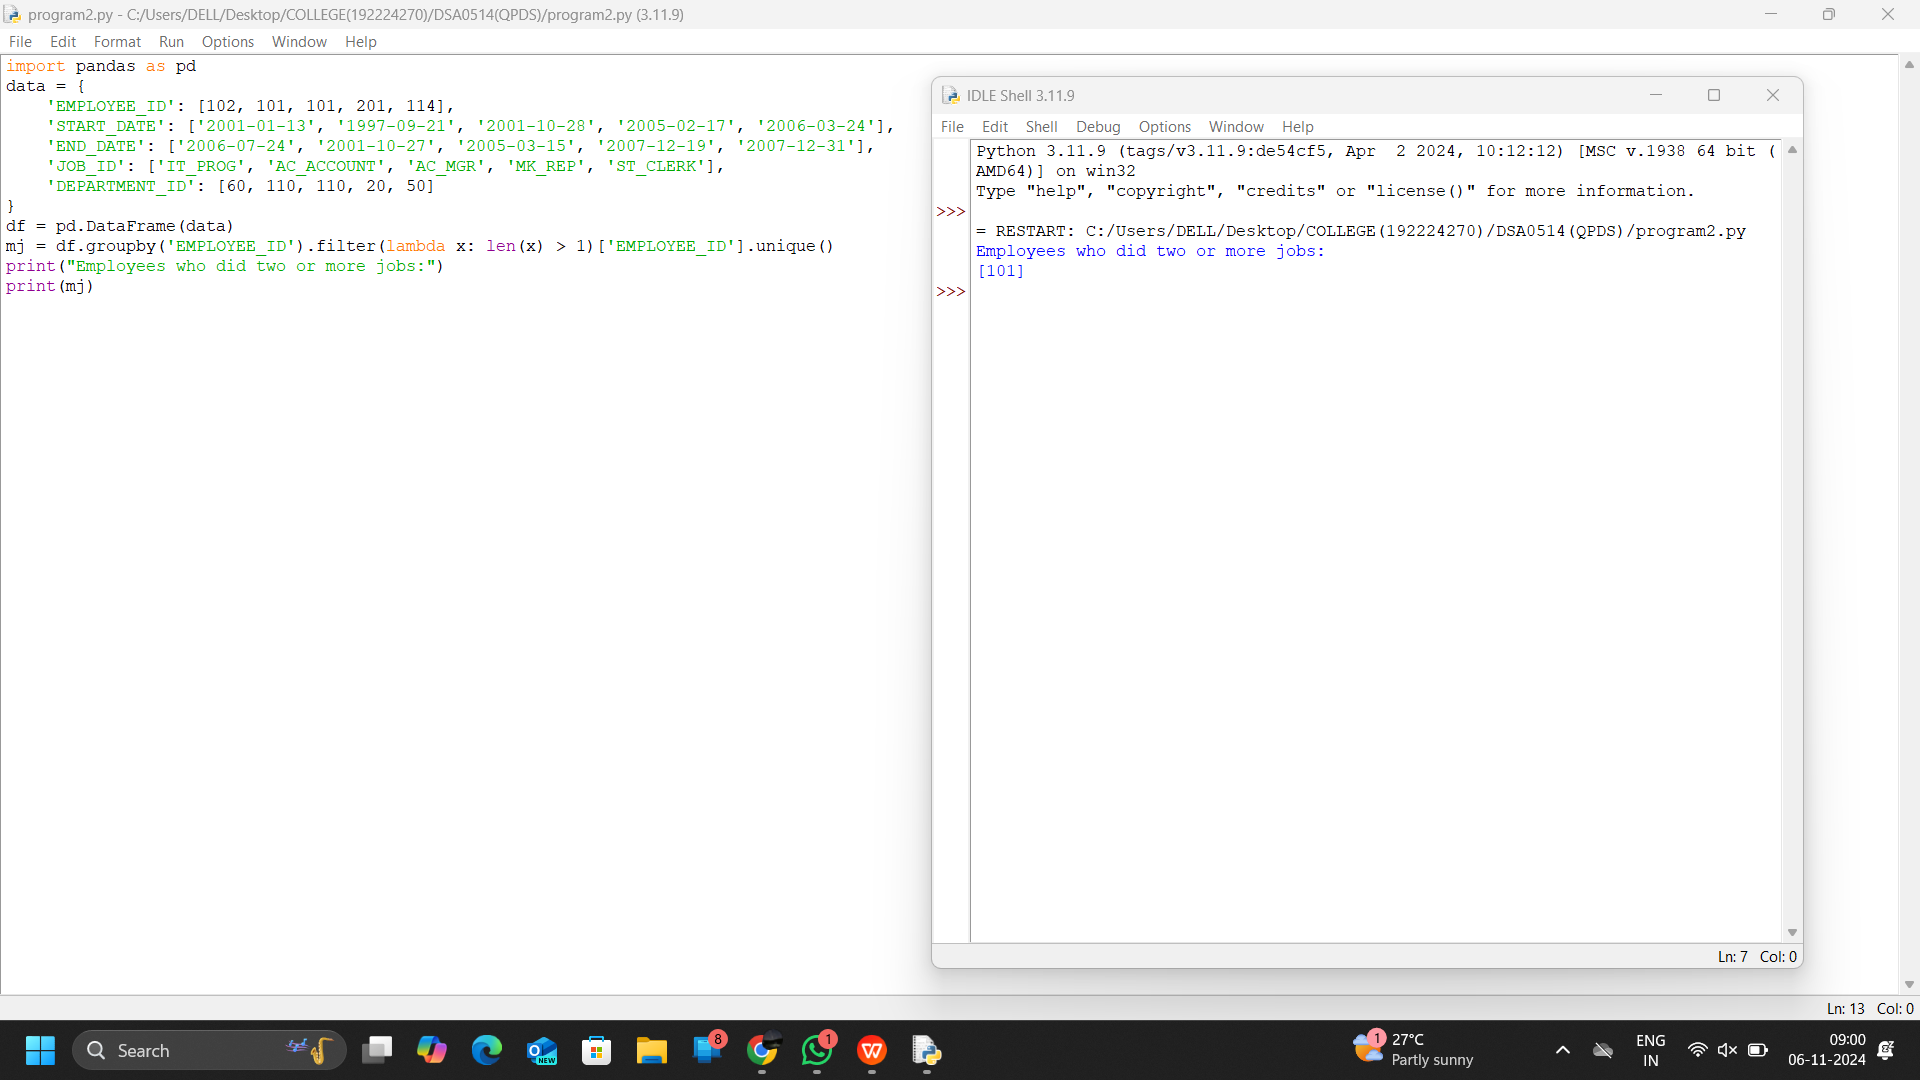 program2.py - C:/Users/DELL/Desktop/COLLEGE(192224270)/DSA0514(QPDS)/program2.py (3.11.9)
File Edit Format Run Options Window Help
import pandas as pd
data = {
    'EMPLOYEE_ID': [102, 101, 101, 201, 114],
    'START_DATE': ['2001-01-13', '1997-09-21', '2001-10-28', '2005-02-17', '2006-03-24'],
    'END_DATE': ['2006-07-24', '2001-10-27', '2005-03-15', '2007-12-19', '2007-12-31'],
    'JOB_ID': ['IT_PROG', 'AC_ACCOUNT', 'AC_MGR', 'MK_REP', 'ST_CLERK'],
    'DEPARTMENT_ID': [60, 110, 110, 20, 50]
}
df = pd.DataFrame(data)
mj = df.groupby('EMPLOYEE_ID').filter(lambda x: len(x) > 1)['EMPLOYEE_ID'].unique()
print("Employees who did two or more jobs:")
print(mj)
IDLE Shell 3.11.9
File Edit Shell Debug Options Window Help
Python 3.11.9 (tags/v3.11.9:de54cf5, Apr  2 2024, 10:12:12) [MSC v.1938 64 bit (
AMD64)] on win32
Type "help", "copyright", "credits" or "license()" for more information.
>>>
= RESTART: C:/Users/DELL/Desktop/COLLEGE(192224270)/DSA0514(QPDS)/program2.py
Employees who did two or more jobs:
[101]
>>>
Ln: 7 Col: 0
Ln: 13 Col: 0
Search
NEW
8
1
W
1
27°C
Partly sunny
ENG
IN
09:00
06-11-2024